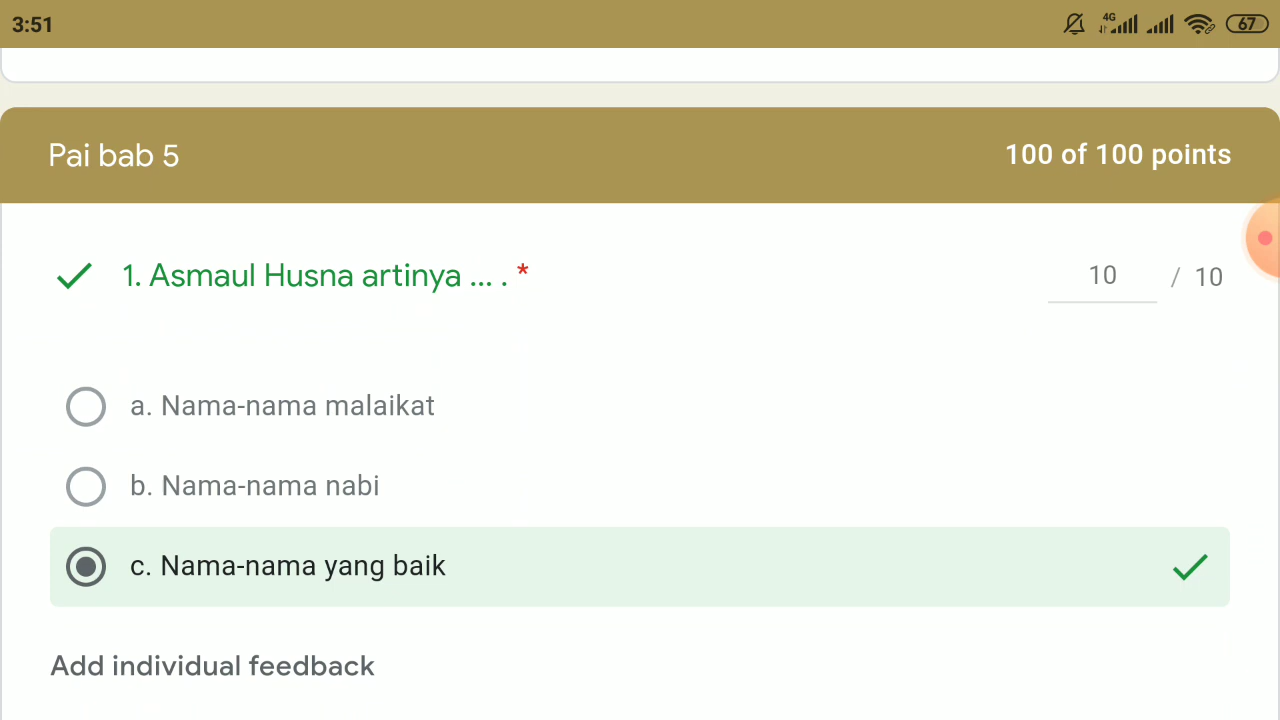 3:51
4G
67
Pai bab 5
100 of 100 points
1. Asmaul Husna artinya ... . *
10 / 10
a. Nama-nama malaikat
b. Nama-nama nabi
c. Nama-nama yang baik
Add individual feedback